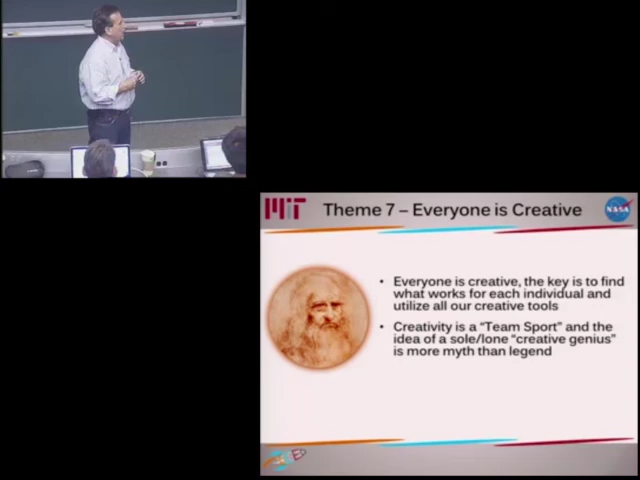 MIT Theme 7 – Everyone is Creative NASA
• Everyone is creative, the key is to find
what works for each individual and
utilize all our creative tools
• Creativity is a "Team Sport" and the
idea of a sole/lone "creative genius"
is more myth than legend